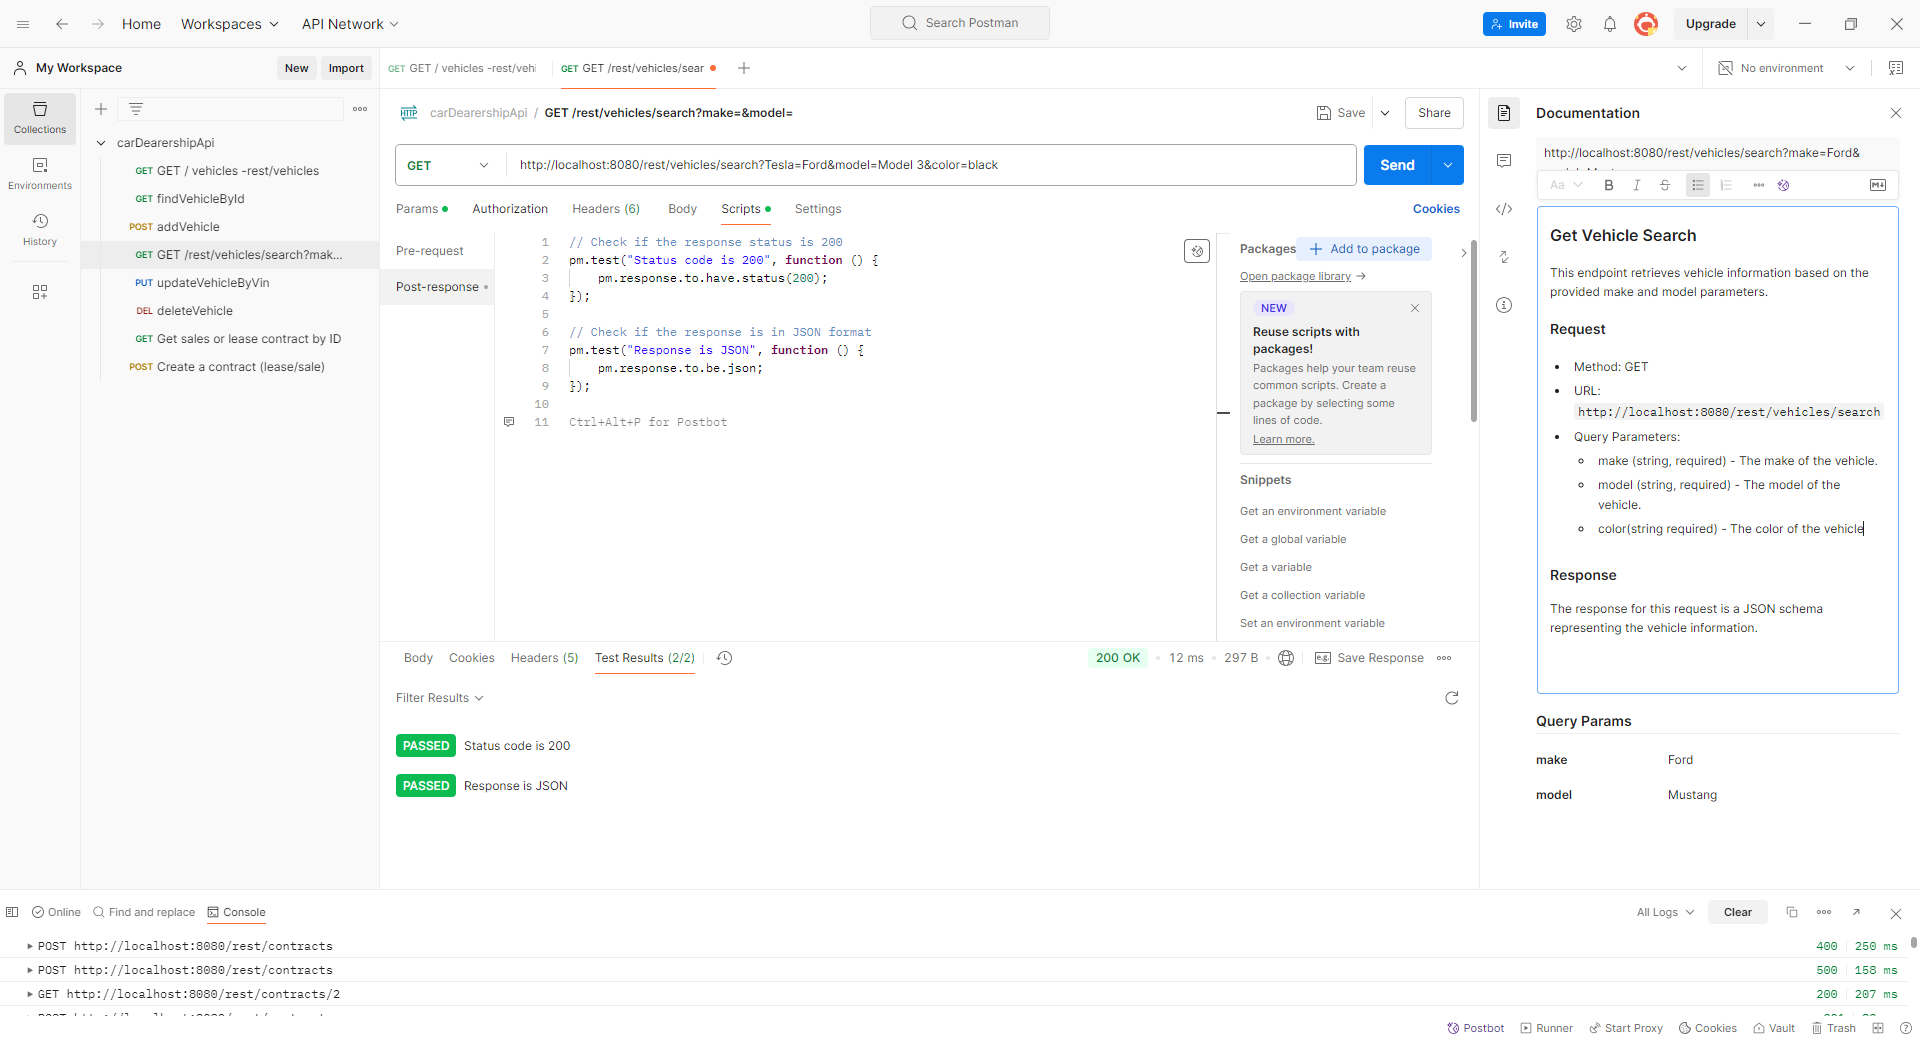 Home
Workspaces
API Network
Search Postman
Invite
Upgrade
My Workspace
New
Import
GET GET / vehicles -rest/vehi
GET GET /rest/vehicles/sear
No environment
Collections
Environments
History
carDearershipApi
GET GET / vehicles -rest/vehicles
GET findVehicleById
POST addVehicle
GET GET /rest/vehicles/search?mak...
PUT updateVehicleByVin
DEL deleteVehicle
GET Get sales or lease contract by ID
POST Create a contract (lease/sale)
HTTP carDearershipApi / GET /rest/vehicles/search?make=&model=
Save
Share
GET
http://localhost:8080/rest/vehicles/search?Tesla=Ford&model=Model 3&color=black
Send
Params
Authorization
Headers (6)
Body
Scripts
Settings
Cookies
Pre-request
Post-response
1 // Check if the response status is 200
2 pm.test("Status code is 200", function () {
3 pm.response.to.have.status(200);
4 });
5
6 // Check if the response is in JSON format
7 pm.test("Response is JSON", function () {
8 pm.response.to.be.json;
9 });
10
11 Ctrl+Alt+P for Postbot
Packages
Add to package
Open package library →
NEW
Reuse scripts with
packages!
Packages help your team reuse
common scripts. Create a
package by selecting some
lines of code.
Learn more.
Snippets
Get an environment variable
Get a global variable
Get a variable
Get a collection variable
Set an environment variable
Body
Cookies
Headers (5)
Test Results (2/2)
200 OK
12 ms
297 B
e.g. Save Response
Filter Results
PASSED Status code is 200
PASSED Response is JSON
Documentation
http://localhost:8080/rest/vehicles/search?make=Ford&
Aa
B
I
S
Get Vehicle Search
This endpoint retrieves vehicle information based on the
provided make and model parameters.
Request
Method: GET
URL:
http://localhost:8080/rest/vehicles/search
Query Parameters:
make (string, required) - The make of the vehicle.
model (string, required) - The model of the
vehicle.
color(string required) - The color of the vehicle
Response
The response for this request is a JSON schema
representing the vehicle information.
Query Params
make Ford
model Mustang
Online
Find and replace
Console
All Logs
Clear
POST http://localhost:8080/rest/contracts 400 250 ms
POST http://localhost:8080/rest/contracts 500 158 ms
GET http://localhost:8080/rest/contracts/2 200 207 ms
Postbot
Runner
Start Proxy
Cookies
Vault
Trash